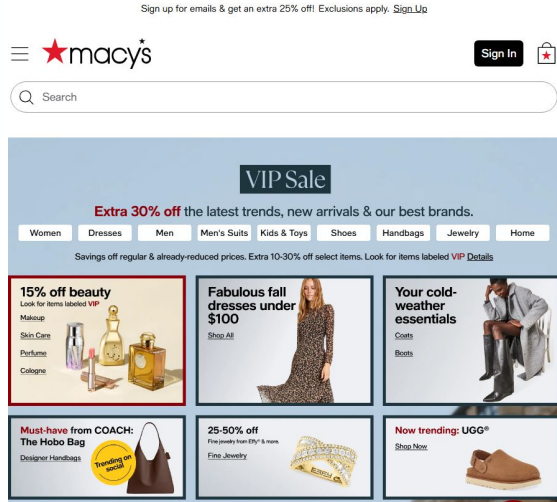 Sign up for emails & get an extra 25% off! Exclusions apply. Sign Up
macy's
Sign In
Search
VIP Sale
Extra 30% off the latest trends, new arrivals & our best brands.
Women Dresses Men Men's Suits Kids & Toys Shoes Handbags Jewelry Home
Savings off regular & already-reduced prices. Extra 10-30% off select items. Look for items labeled VIP Details
15% off beauty
Look for items labeled VIP
Makeup
Skin Care
Perfume
Cologne
Fabulous fall
dresses under
$100
Shop All
Your cold-
weather
essentials
Coats
Boots
Must-have from COACH:
The Hobo Bag
Designer Handbags
Trending on
social
25-50% off
Fine jewelry from Effy® & more.
Fine Jewelry
Now trending: UGG®
Shop Now